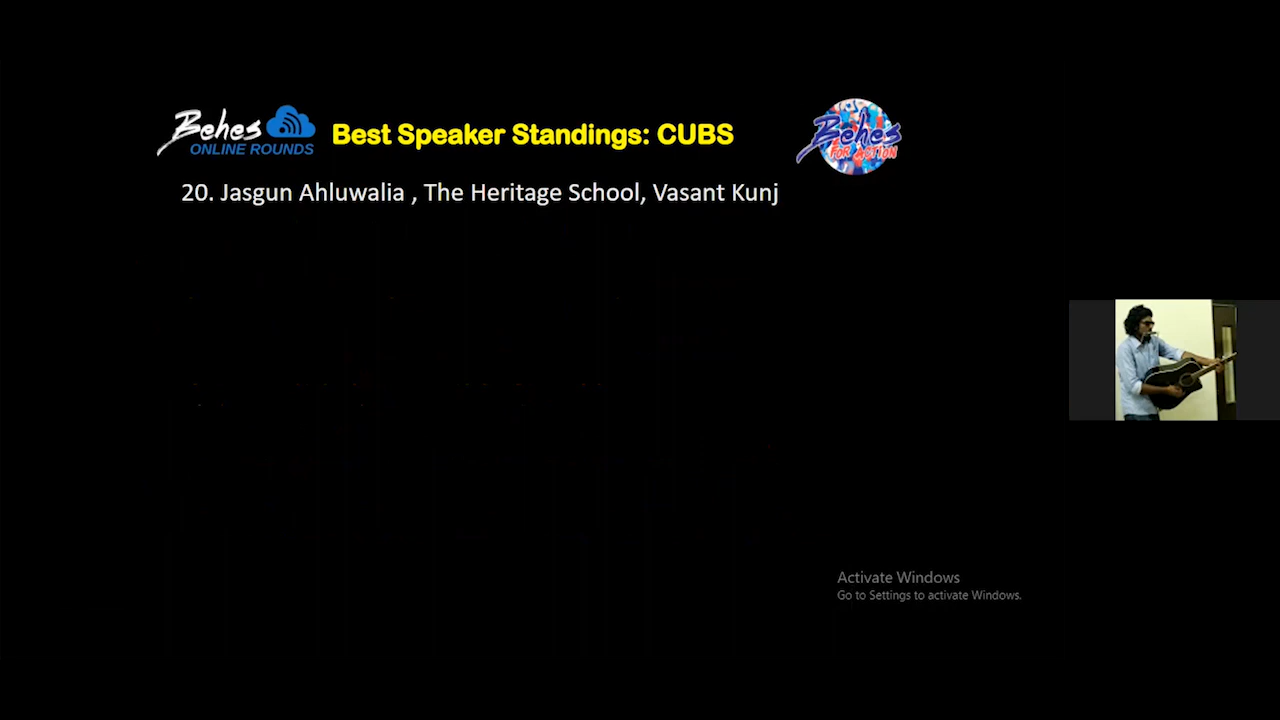 Behes
ONLINE ROUNDS
Best Speaker Standings: CUBS
Behes
FOR ACTION
20. Jasgun Ahluwalia , The Heritage School, Vasant Kunj
Activate Windows
Go to Settings to activate Windows.